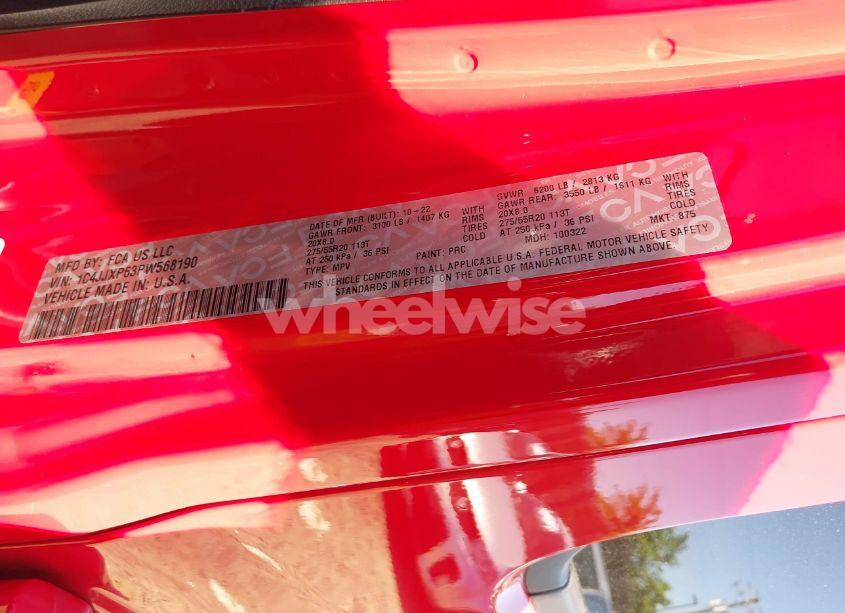 MFD BY: FCA US LLC
VIN: 1C4JJXP63PW568190
VEHICLE MADE IN: U.S.A.
DATE OF MFR (BUILT): 10-22
GAWR FRONT: 3100 LB / 1407 KG WITH
20X8.0 RIMS
275/55R20 113T TIRES
AT 250 kPa / 36 PSI COLD
TYPE: MPV
PAINT: PRC
GVWR 6200 LB / 2813 KG
GAWR REAR: 3550 LB / 1611 KG WITH
20X8.0 RIMS
275/55R20 113T TIRES
AT 250 kPa / 36 PSI COLD
MDH: 100322
MKT: 875
THIS VEHICLE CONFORMS TO ALL APPLICABLE U.S.A. FEDERAL MOTOR VEHICLE SAFETY
STANDARDS IN EFFECT ON THE DATE OF MANUFACTURE SHOWN ABOVE.
wheelwise